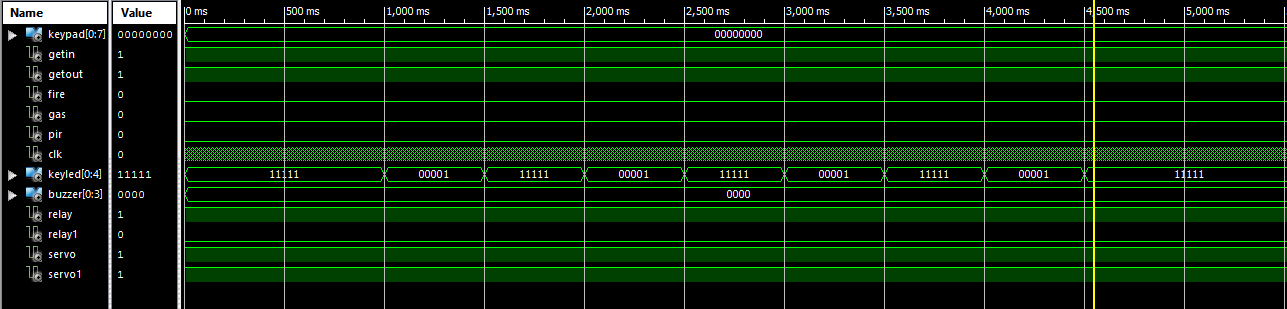 Name Value 0 ms 500 ms 1,000 ms 1,500 ms 2,000 ms 2,500 ms 3,000 ms 3,500 ms 4,000 ms 4,500 ms 5,000 ms
keypad[0:7] 00000000 00000000
getin 1
getout 1
fire 0
gas 0
pir 0
clk 0
keyled[0:4] 11111 11111 00001 11111 00001 11111 00001 11111 00001 11111
buzzer[0:3] 0000 0000
relay 1
relay1 0
servo 1
servo1 1